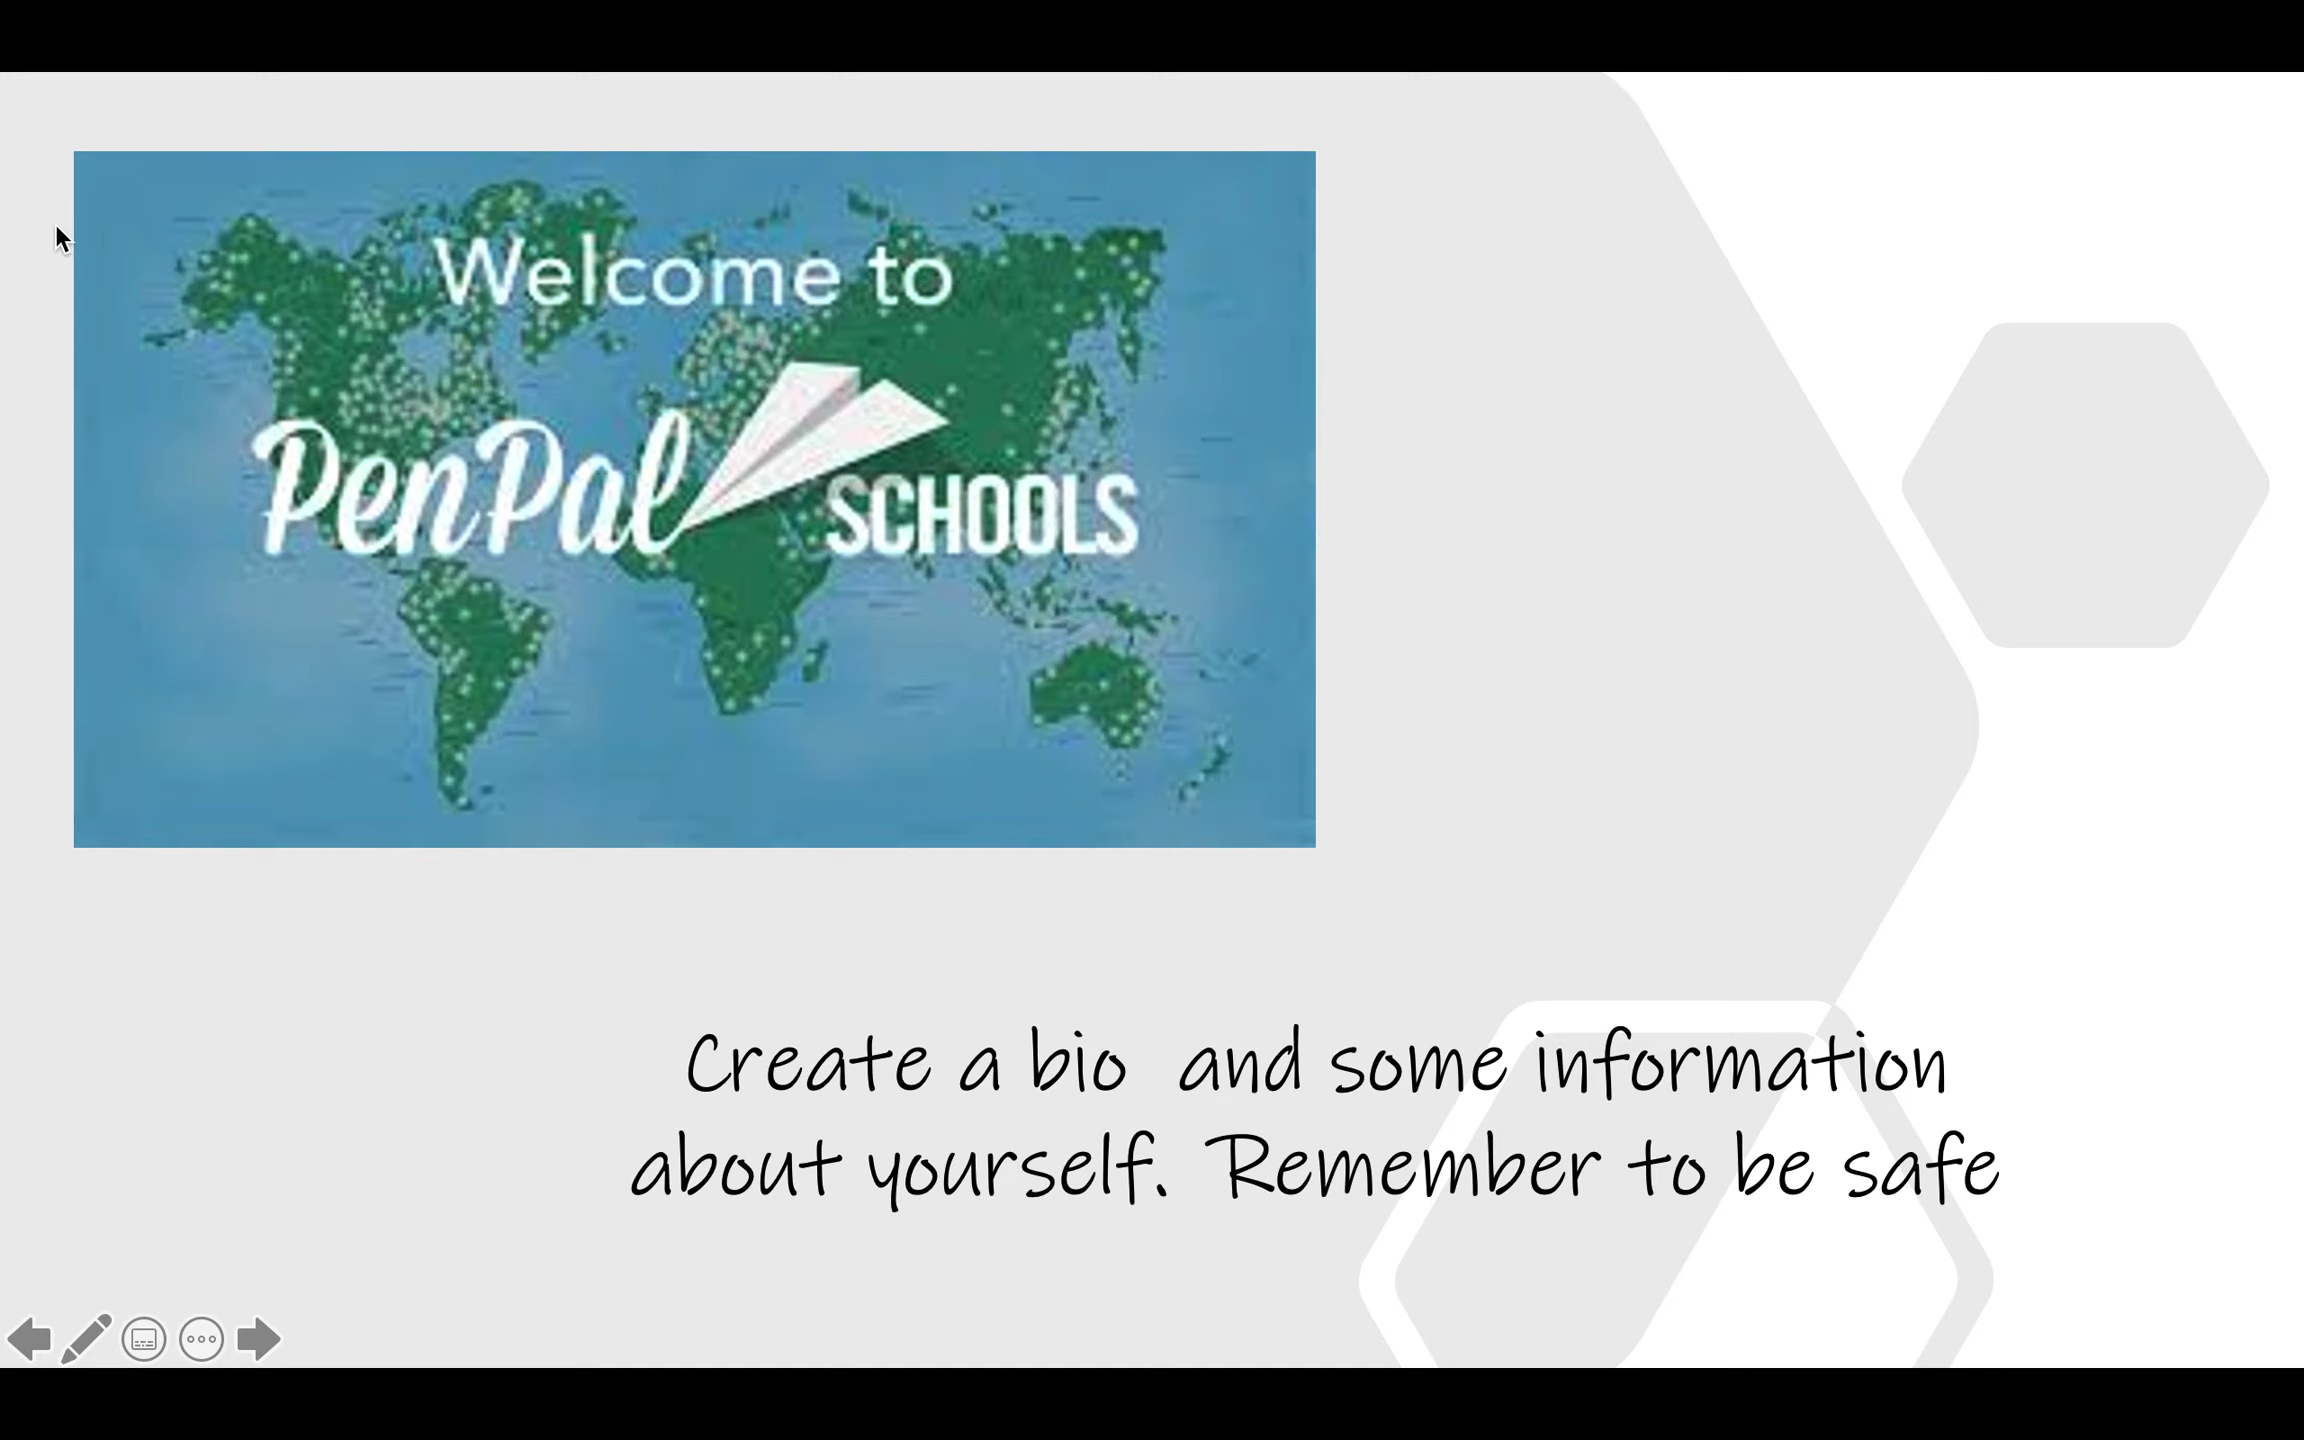 Welcome to
PenPal SCHOOLS
Create a bio  and some information
about yourself. Remember to be safe